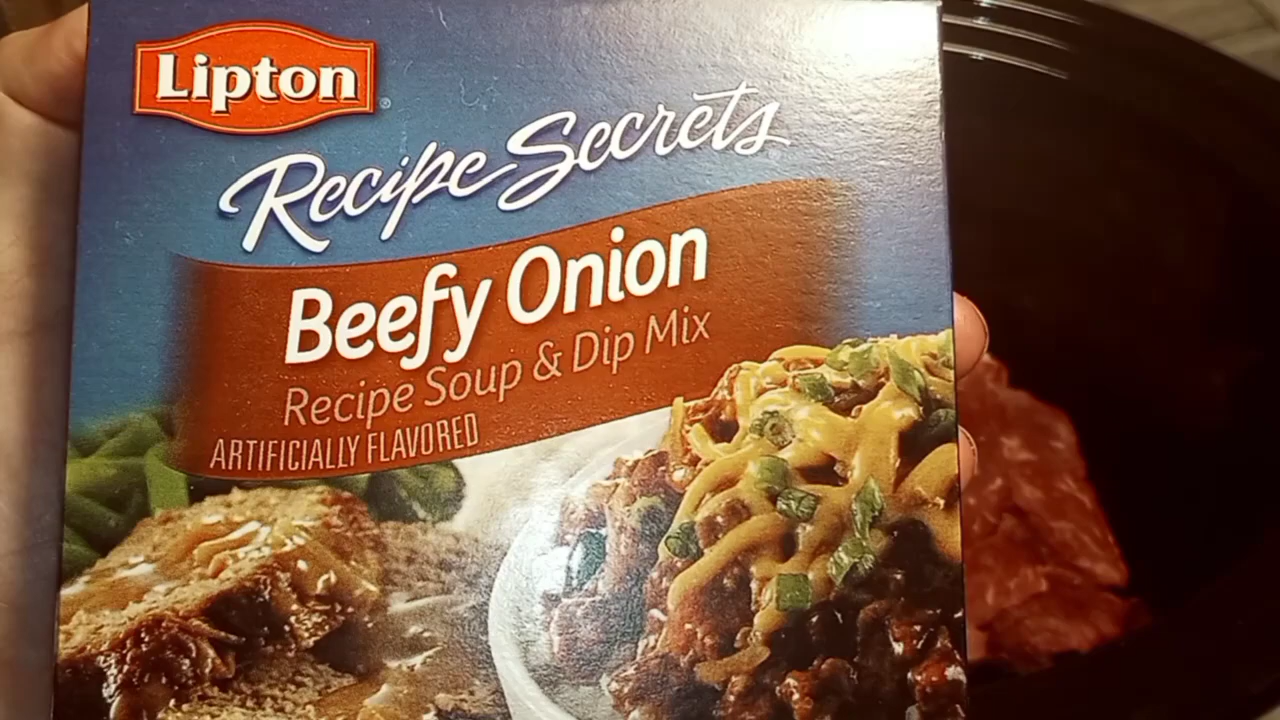 Lipton®
Recipe Secrets
Beefy Onion
Recipe Soup & Dip Mix
ARTIFICIALLY FLAVORED